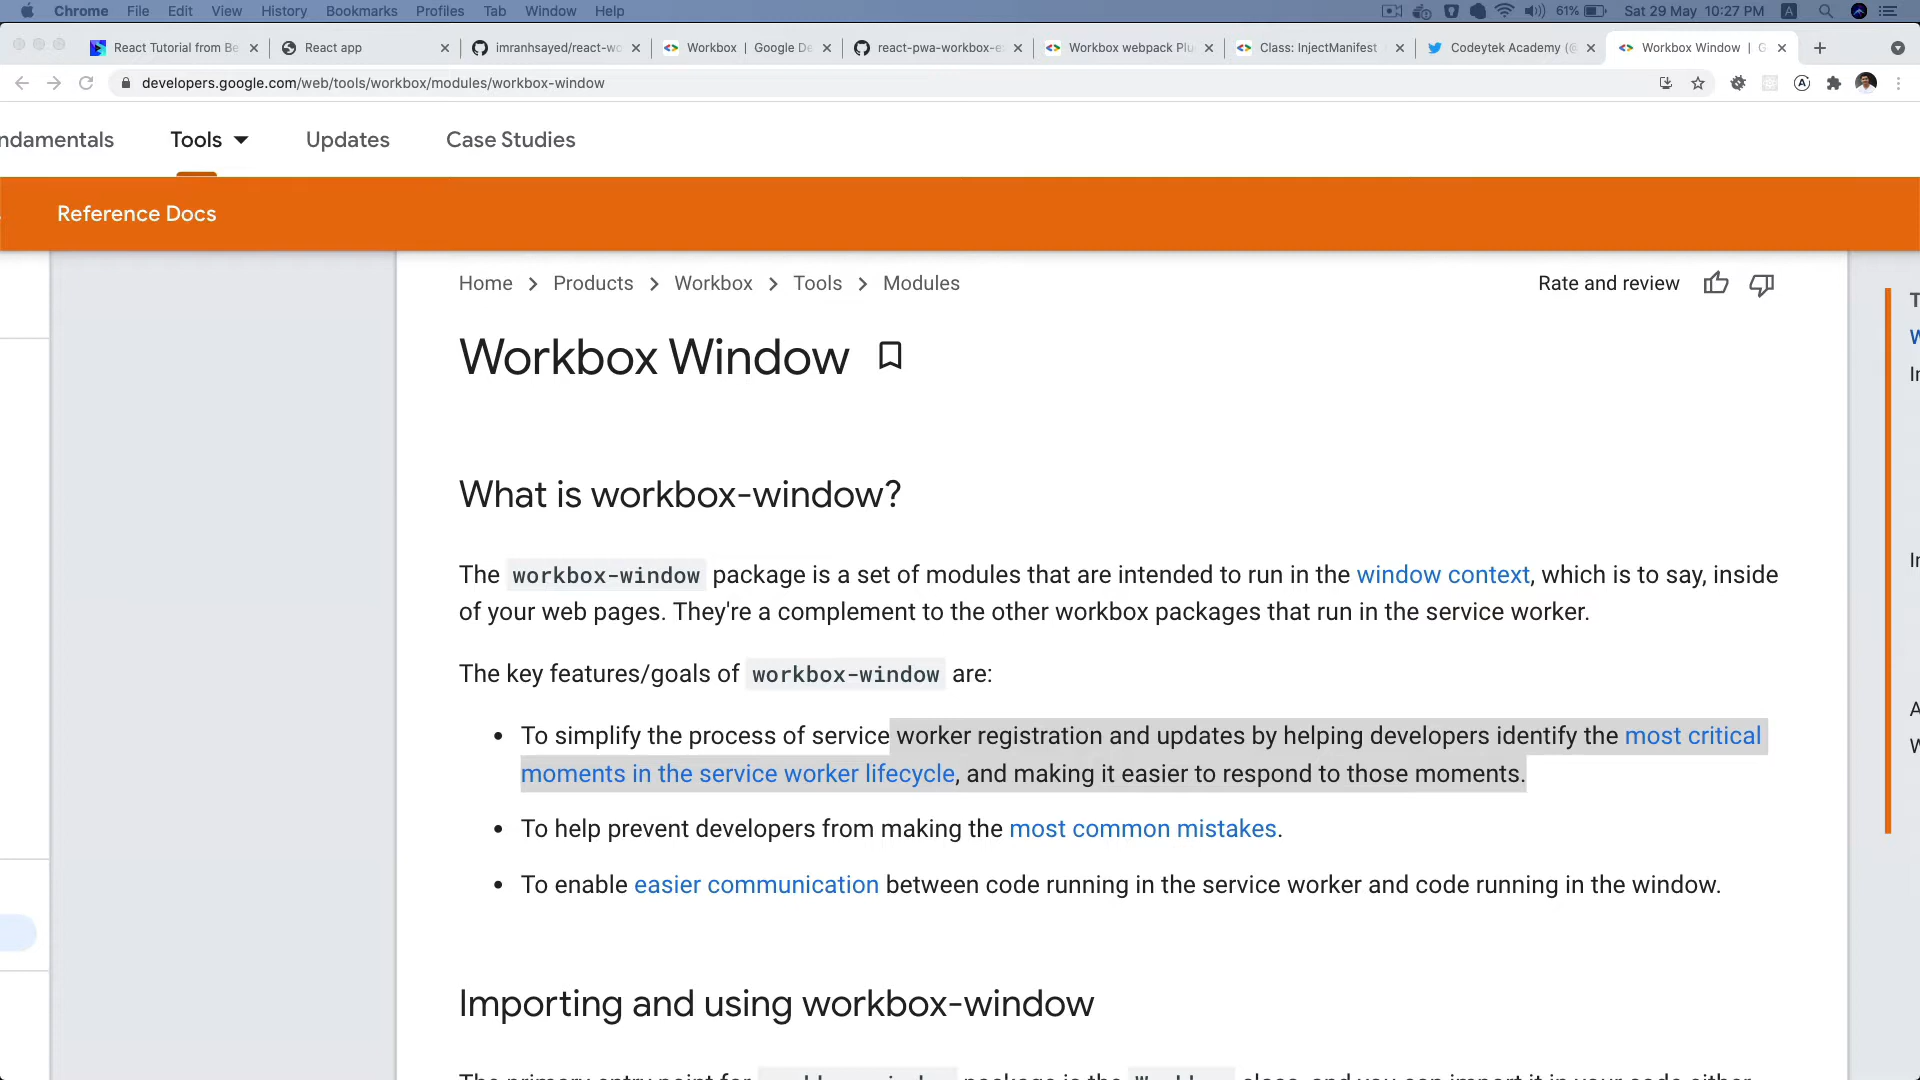 Chrome File Edit View History Bookmarks Profiles Tab Window Help 61% Sat 29 May 10:27 PM
React Tutorial from Be React app imranhsayed/react-wo Workbox | Google De react-pwa-workbox-e Workbox webpack Plu Class: InjectManifest Codeytek Academy (@ Workbox Window | G
developers.google.com/web/tools/workbox/modules/workbox-window
ndamentals Tools Updates Case Studies
Reference Docs
Home > Products > Workbox > Tools > Modules Rate and review
Workbox Window
What is workbox-window?
The workbox-window package is a set of modules that are intended to run in the window context, which is to say, inside
of your web pages. They're a complement to the other workbox packages that run in the service worker.
The key features/goals of workbox-window are:
• To simplify the process of service worker registration and updates by helping developers identify the most critical
moments in the service worker lifecycle, and making it easier to respond to those moments.
• To help prevent developers from making the most common mistakes.
• To enable easier communication between code running in the service worker and code running in the window.
Importing and using workbox-window